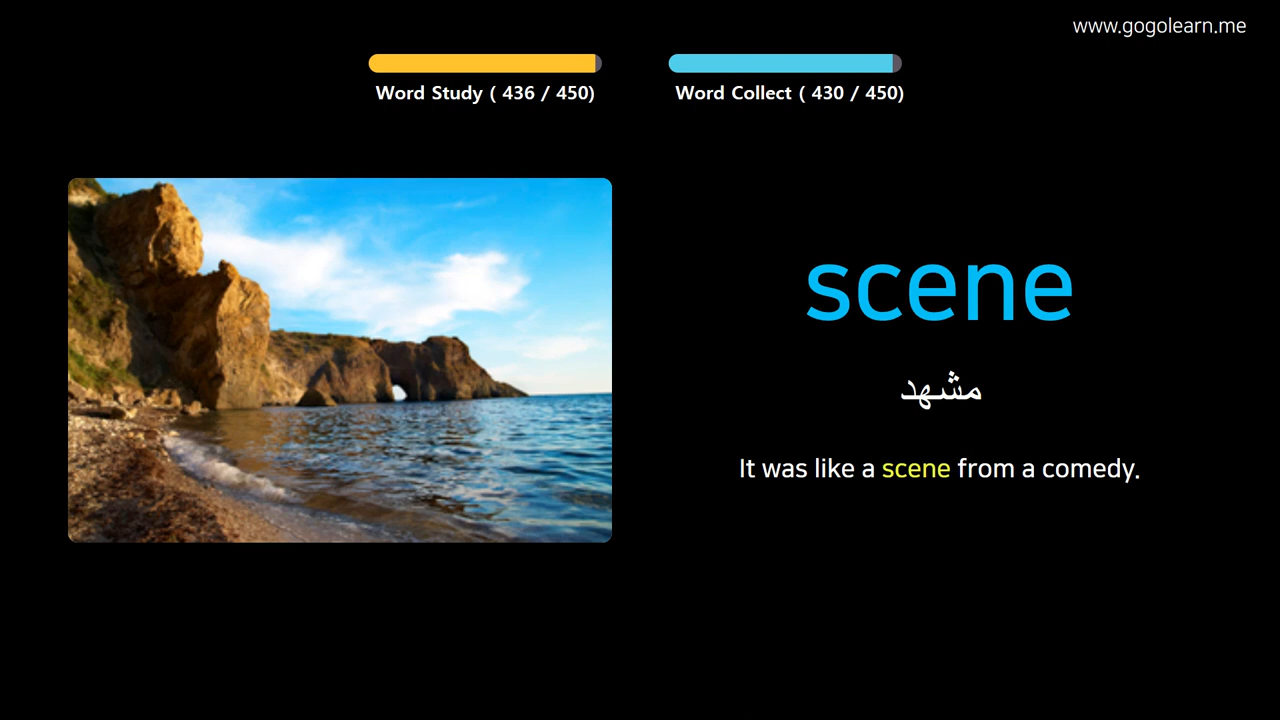 www.gogolearn.me
Word Study ( 436 / 450)
Word Collect ( 430 / 450)
scene
مشهد
It was like a scene from a comedy.